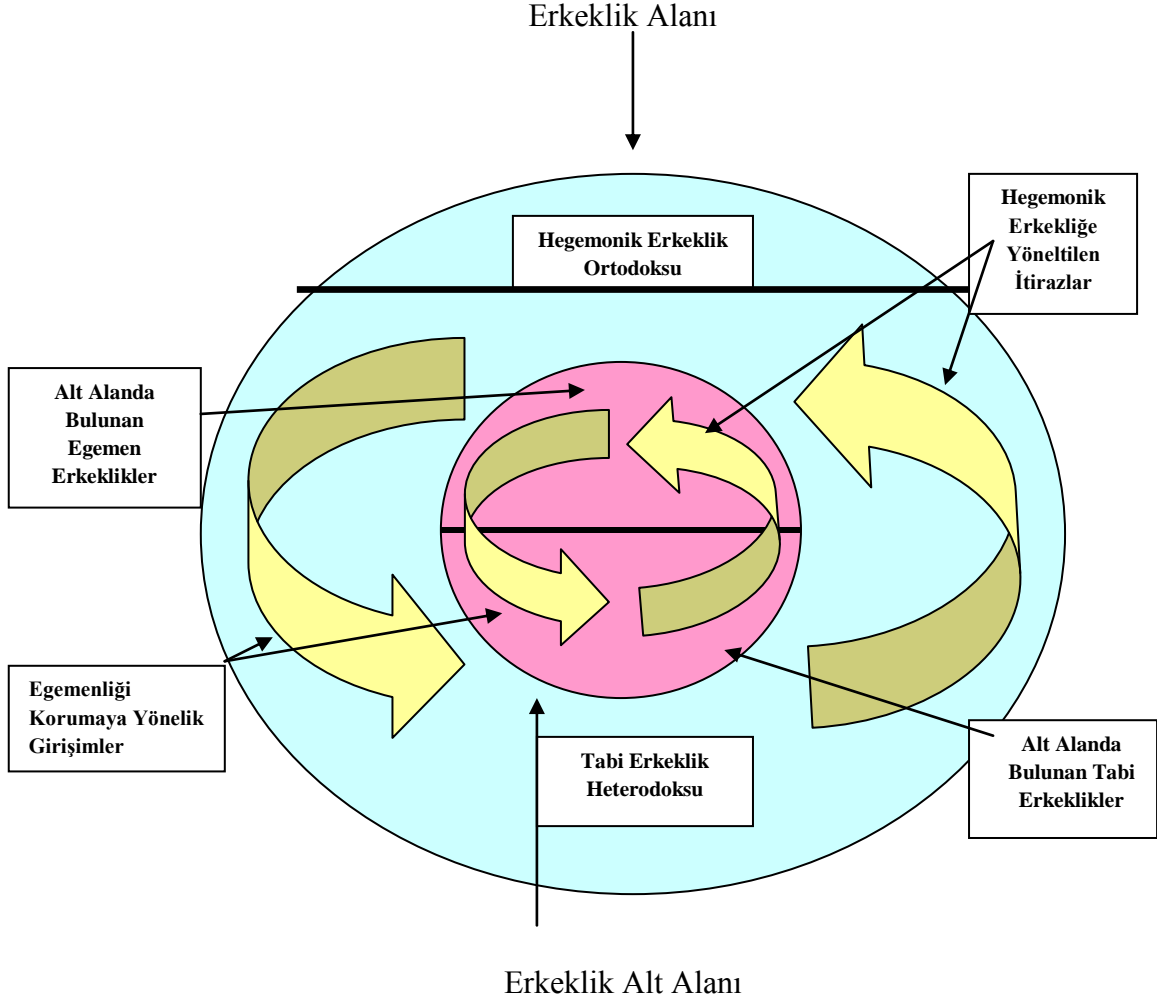 Erkeklik Alanı
Hegemonik Erkeklik
Ortodoksu
Hegemonik
Erkekliğe
Yöneltilen
İtirazlar
Alt Alanda
Bulunan
Egemen
Erkeklikler
Egemenliği
Korumaya Yönelik
Girişimler
Tabi Erkeklik
Heterodoksu
Alt Alanda
Bulunan Tabi
Erkeklikler
Erkeklik Alt Alanı